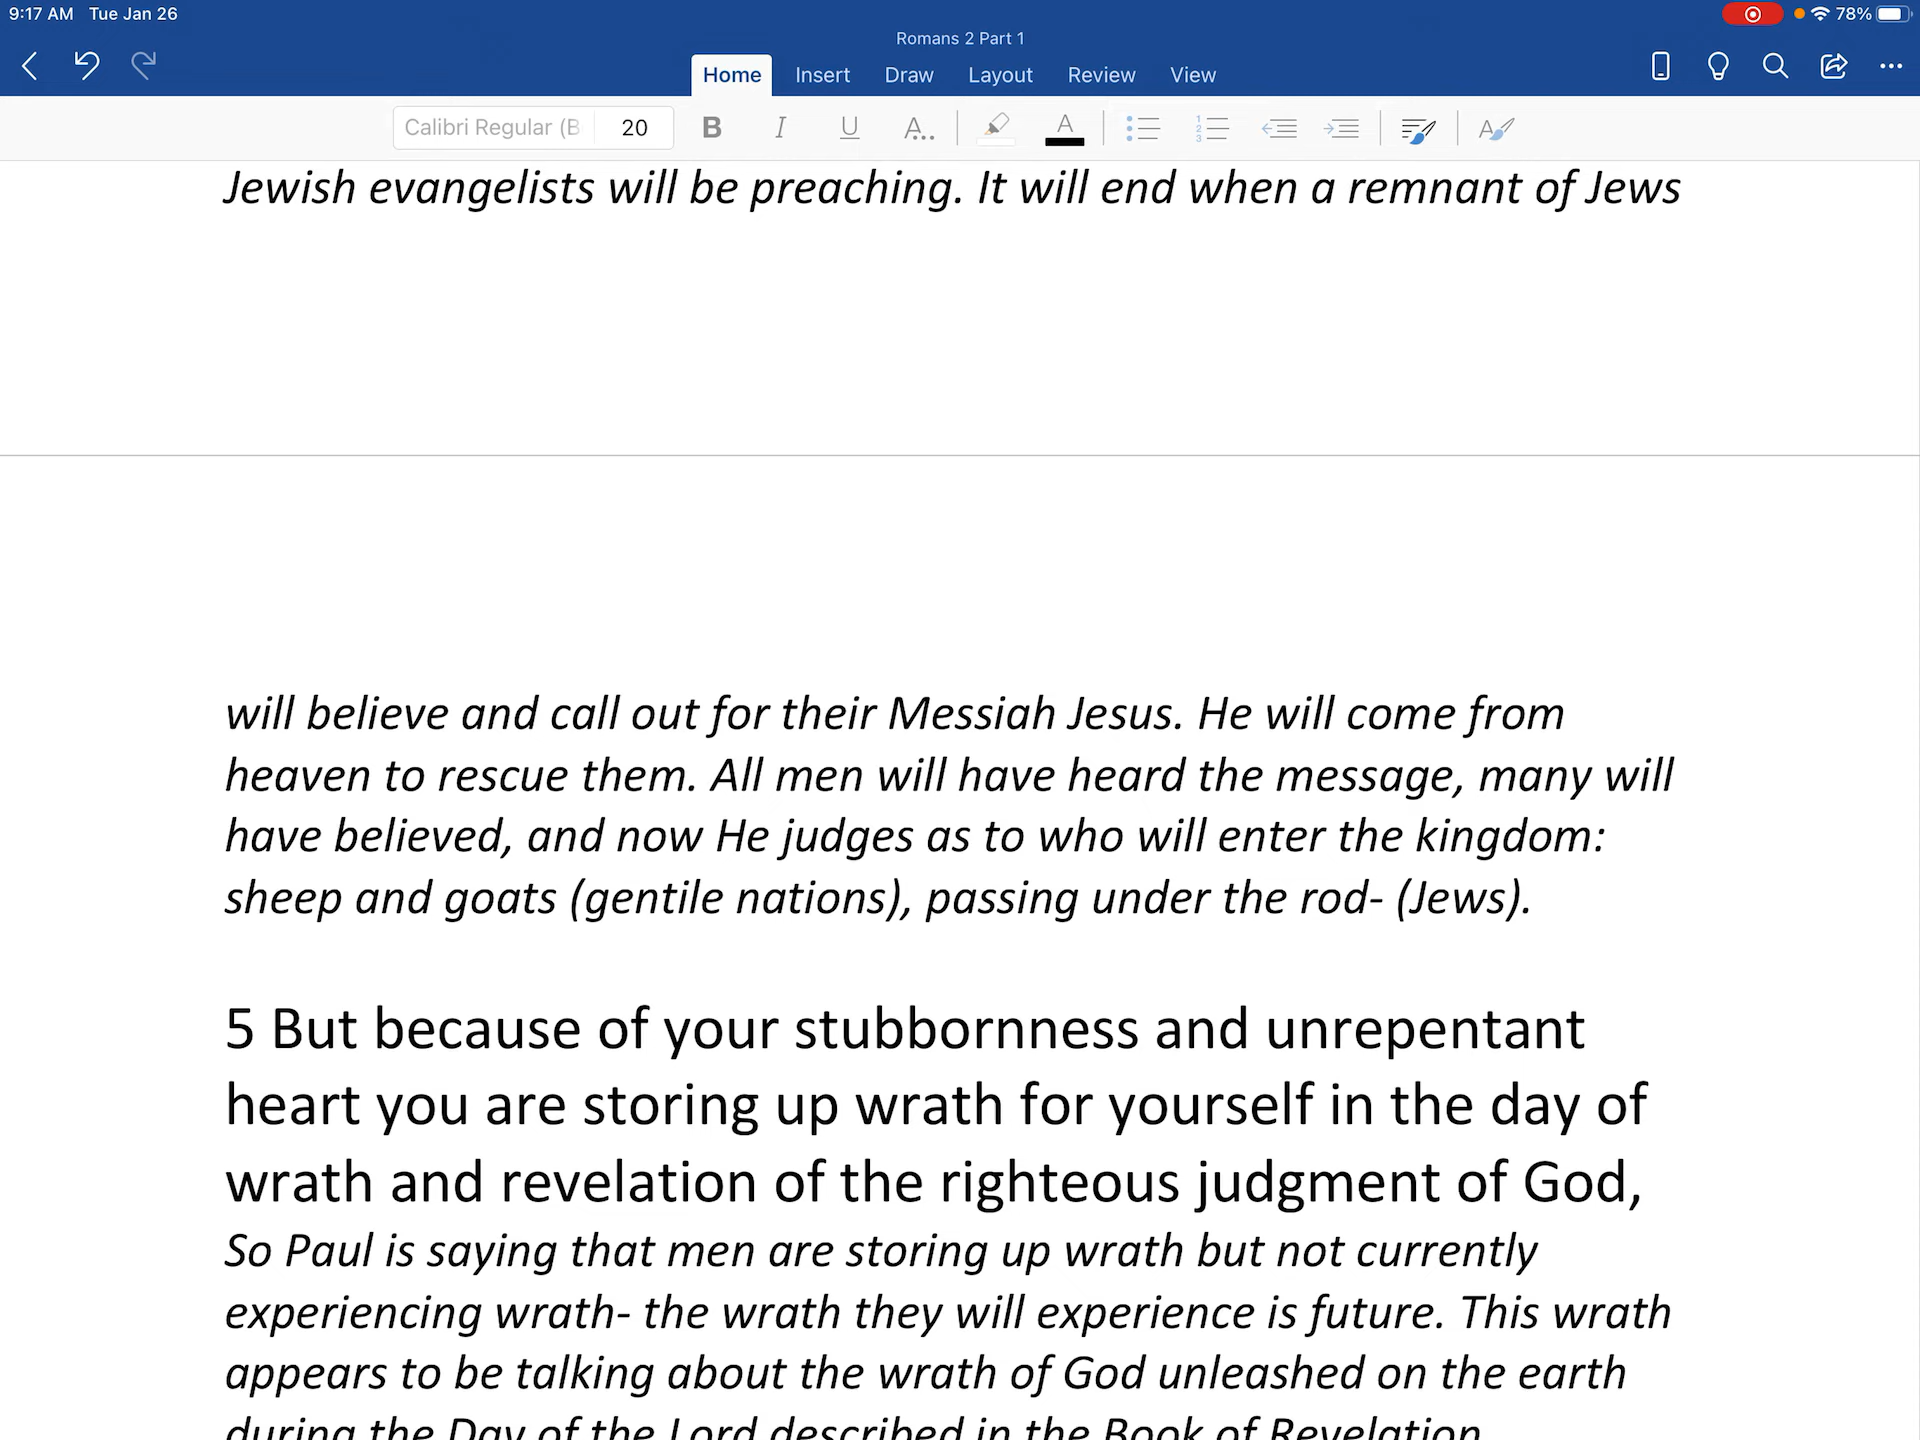 9:17 AM Tue Jan 26
78%
Romans 2 Part 1
Home Insert Draw Layout Review View
Calibri Regular (B 20 B I U A.. A
Jewish evangelists will be preaching. It will end when a remnant of Jews
will believe and call out for their Messiah Jesus. He will come from
heaven to rescue them. All men will have heard the message, many will
have believed, and now He judges as to who will enter the kingdom:
sheep and goats (gentile nations), passing under the rod- (Jews).
5 But because of your stubbornness and unrepentant
heart you are storing up wrath for yourself in the day of
wrath and revelation of the righteous judgment of God,
So Paul is saying that men are storing up wrath but not currently
experiencing wrath- the wrath they will experience is future. This wrath
appears to be talking about the wrath of God unleashed on the earth
during the Day of the Lord described in the Book of Revelation